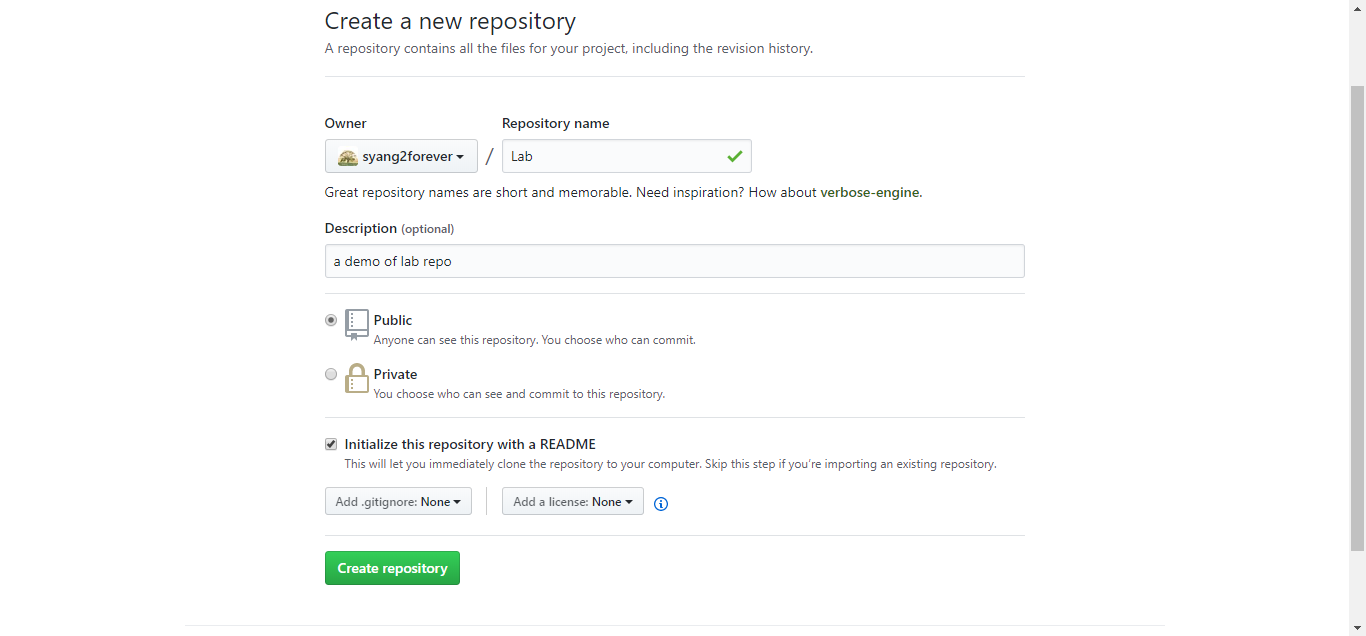 Create a new repository
A repository contains all the files for your project, including the revision history.
Owner
Repository name
syang2forever
/
Lab
Great repository names are short and memorable. Need inspiration? How about verbose-engine.
Description (optional)
a demo of lab repo
Public
Anyone can see this repository. You choose who can commit.
Private
You choose who can see and commit to this repository.
Initialize this repository with a README
This will let you immediately clone the repository to your computer. Skip this step if you’re importing an existing repository.
Add .gitignore: None
Add a license: None
Create repository